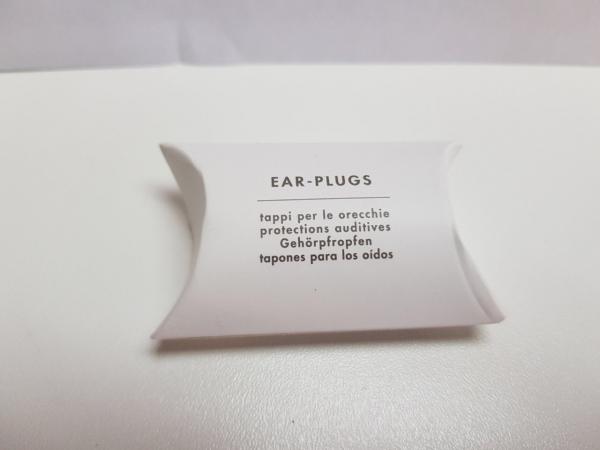 EAR-PLUGS
tappi per le orecchie
protections auditives
Gehörpfropfen
tapones para los oídos